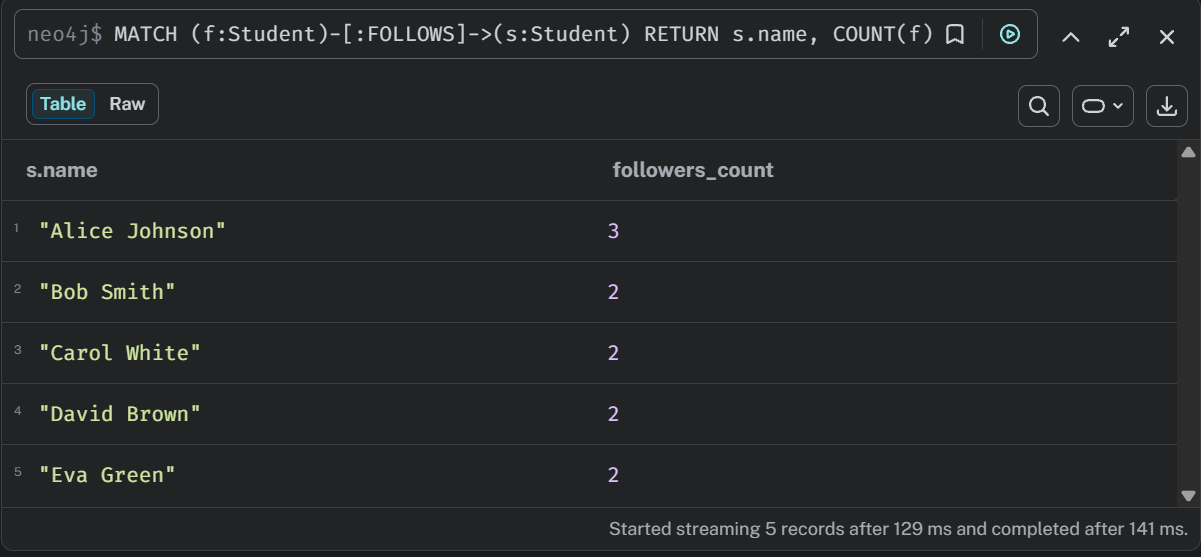 neo4j$ MATCH (f:Student)-[:FOLLOWS]->(s:Student) RETURN s.name, COUNT(f)
Table Raw
s.name followers_count
1 "Alice Johnson" 3
2 "Bob Smith" 2
3 "Carol White" 2
4 "David Brown" 2
5 "Eva Green" 2
Started streaming 5 records after 129 ms and completed after 141 ms.